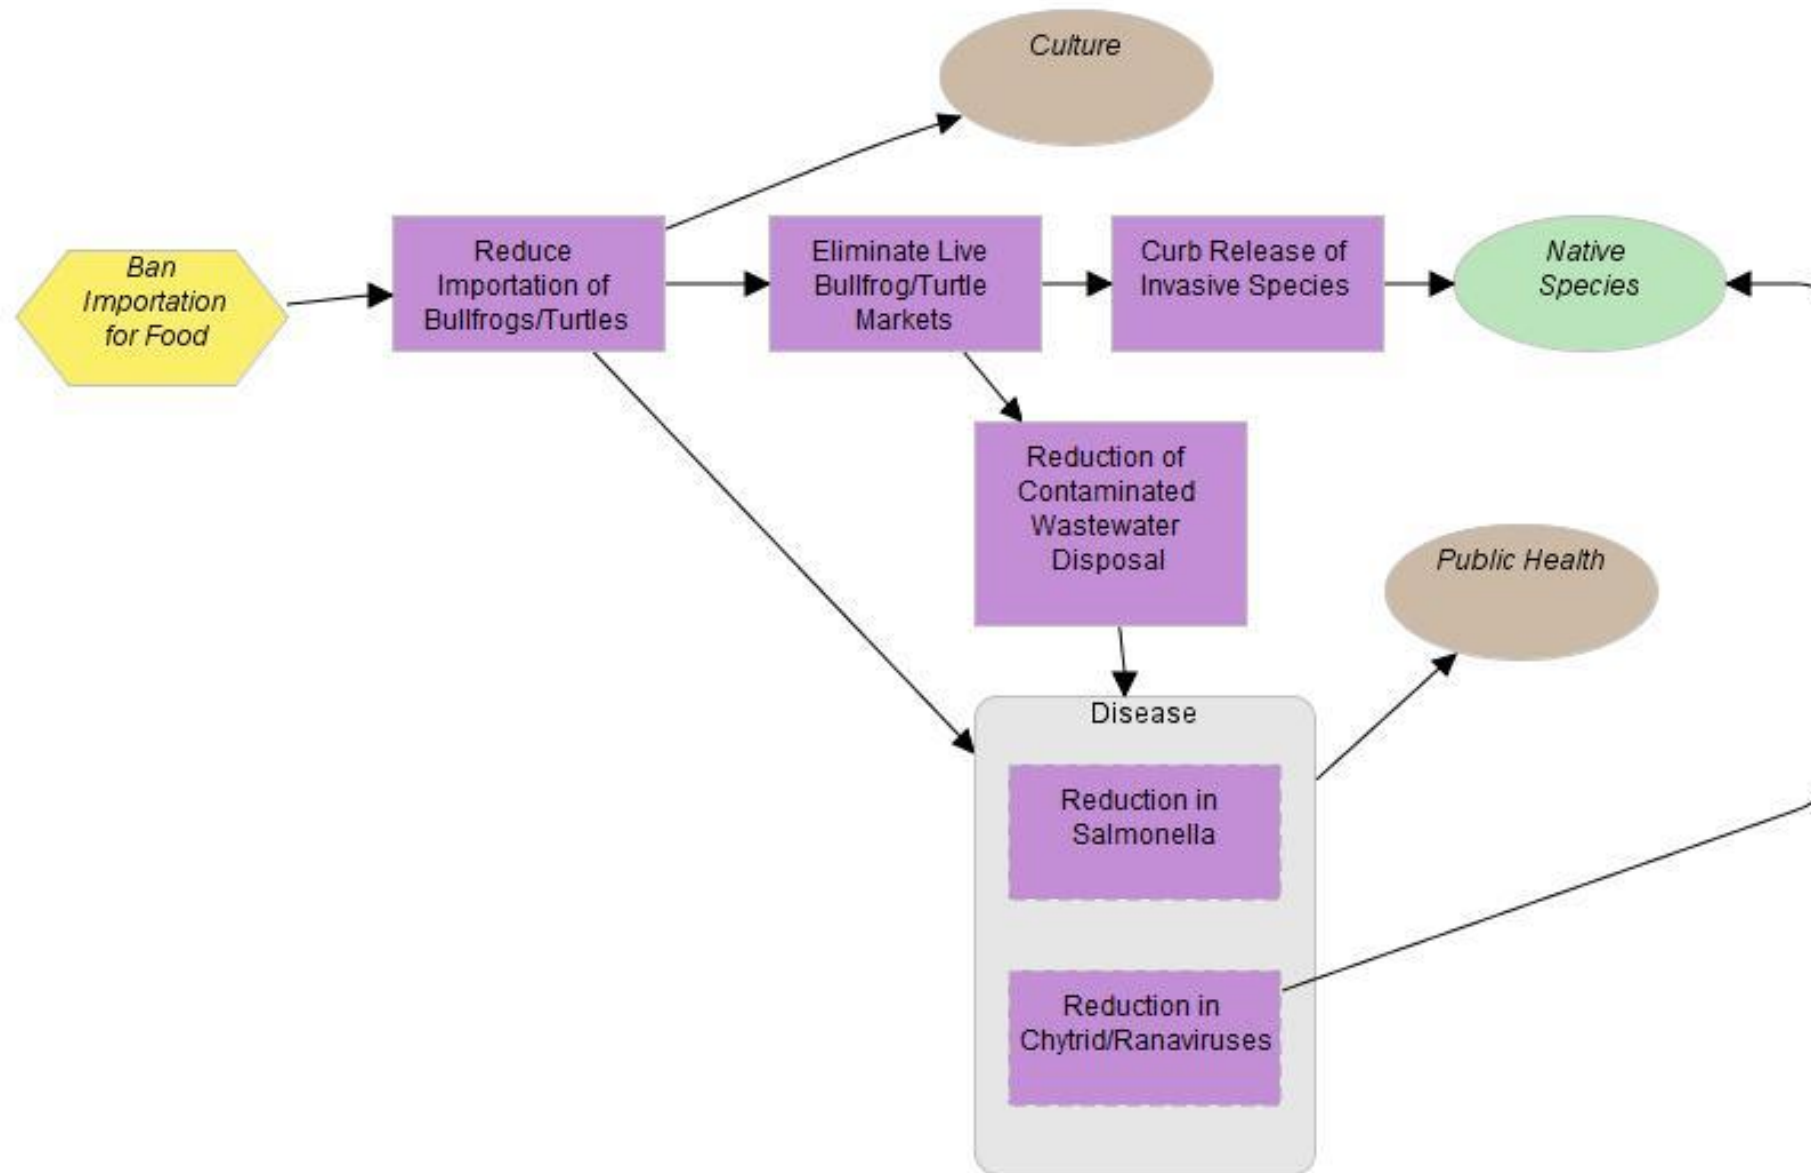 Culture
Ban
Importation
for Food
Reduce
Importation of
Bullfrogs/Turtles
Eliminate Live
Bullfrog/Turtle
Markets
Curb Release of
Invasive Species
Native
Species
Reduction of
Contaminated
Wastewater
Disposal
Public Health
Disease
Reduction in
Salmonella
Reduction in
Chytrid/Ranaviruses